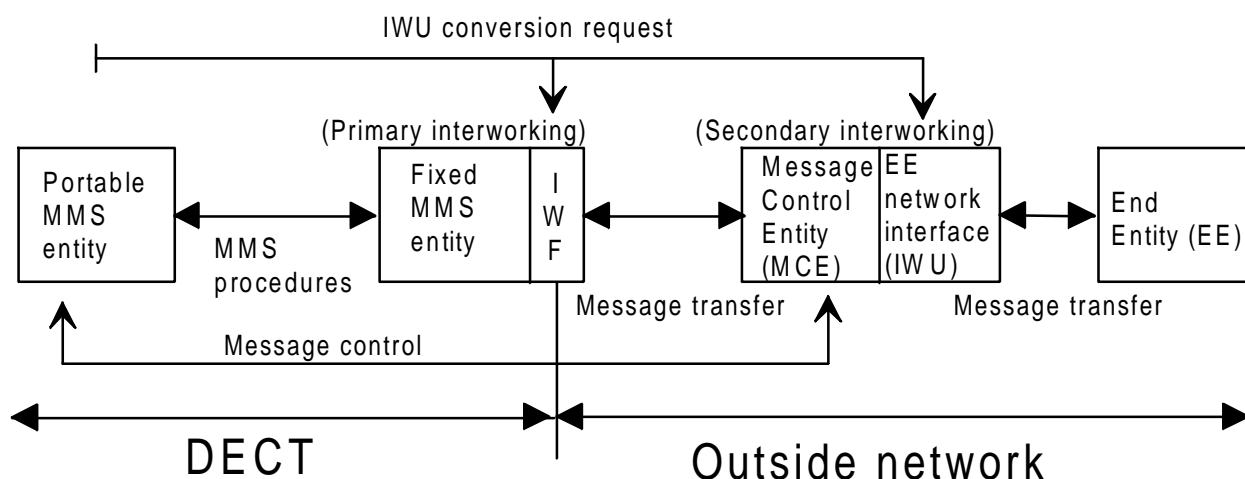 IWU conversion request
(Primary interworking)
(Secondary interworking)
Portable
MMS
entity
MMS
procedures
Fixed
MMS
entity
I
W
F
Message
Control
Entity
(MCE)
EE
network
interface
(IWU)
End
Entity (EE)
Message transfer
Message transfer
Message control
DECT
Outside network